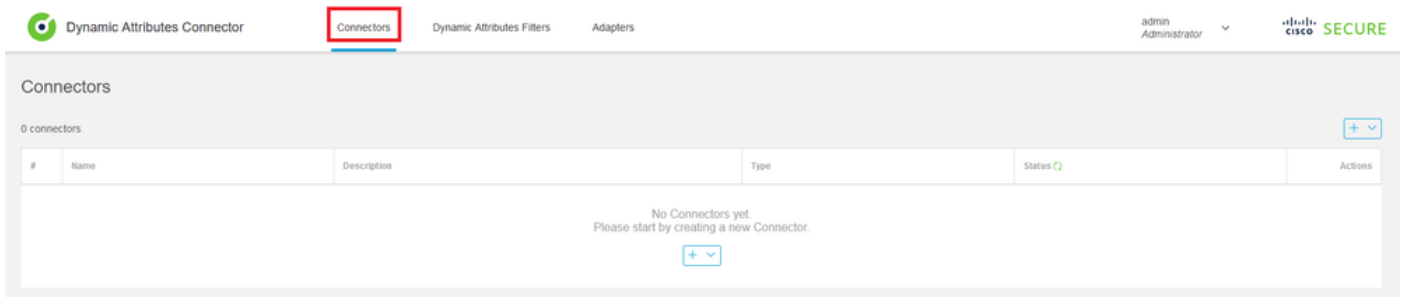 Dynamic Attributes Connector Connectors Dynamic Attributes Filters Adapters admin
Administrator
cisco SECURE
Connectors
0 connectors
# Name Description Type Status Actions
No Connectors yet.
Please start by creating a new Connector.